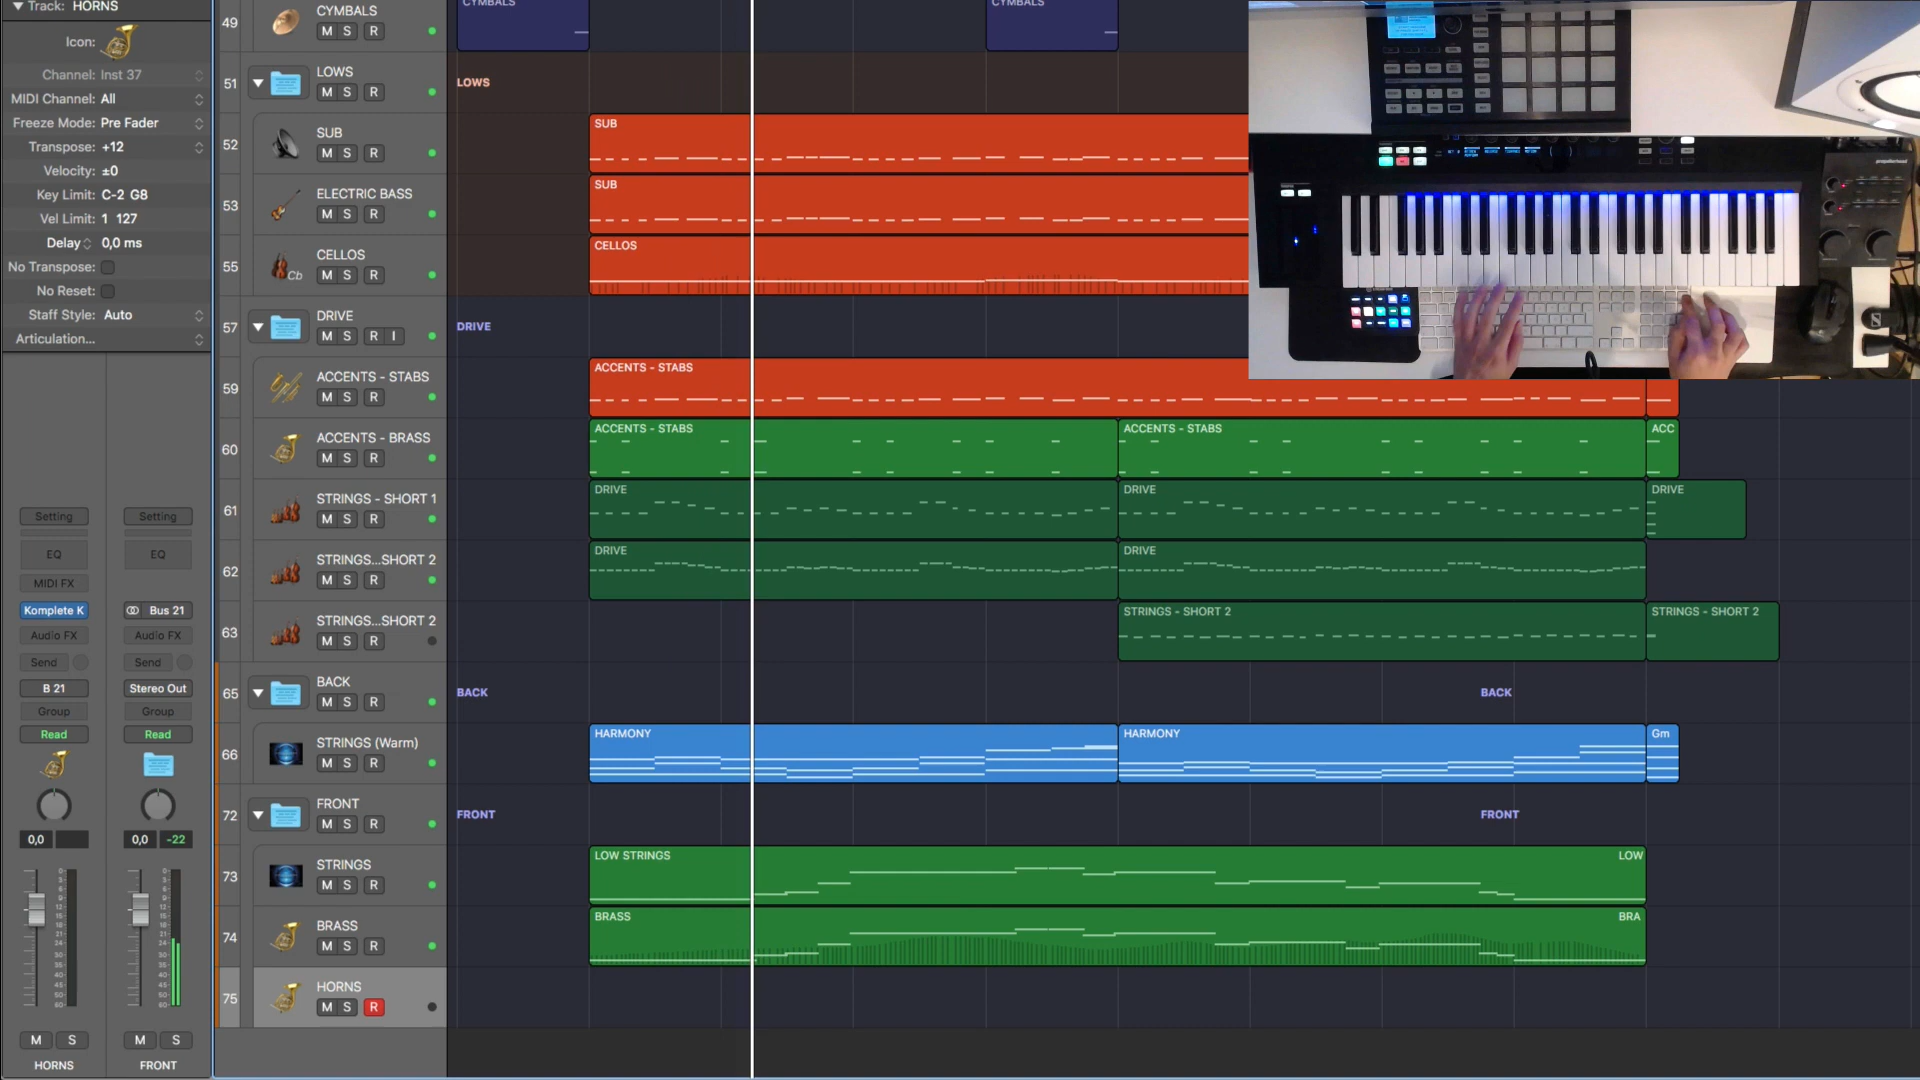 Track: HORNS
Icon:
Channel: Inst 37
MIDI Channel: All
Freeze Mode: Pre Fader
Transpose: +12
Velocity: ±0
Key Limit: C-2 G8
Vel Limit: 1 127
Delay 0,0 ms
No Transpose:
No Reset:
Staff Style: Auto
Articulation...
Setting Setting
EQ EQ
MIDI FX
Komplete K Bus 21
Audio FX Audio FX
Send Send
B 21 Stereo Out
Group Group
Read Read
0,0 0,0 -22
M S M S
HORNS FRONT
49 CYMBALS
M S R
CYMBALS CYMBALS
51 LOWS
M S R
LOWS
52 SUB
M S R
SUB
53 ELECTRIC BASS
M S R
SUB
55 CELLOS
Cb M S R
CELLOS
57 DRIVE
M S R I
DRIVE
59 ACCENTS - STABS
M S R
ACCENTS - STABS
60 ACCENTS - BRASS
M S R
ACCENTS - STABS ACCENTS - STABS ACC
61 STRINGS - SHORT 1
M S R
DRIVE DRIVE DRIVE
62 STRINGS...SHORT 2
M S R
DRIVE DRIVE
63 STRINGS...SHORT 2
M S R
STRINGS - SHORT 2 STRINGS - SHORT 2
65 BACK
M S R
BACK BACK
66 STRINGS (Warm)
M S R
HARMONY HARMONY Gm
72 FRONT
M S R
FRONT FRONT
73 STRINGS
M S R
LOW STRINGS LOW
74 BRASS
M S R
BRASS BRA
75 HORNS
M S R